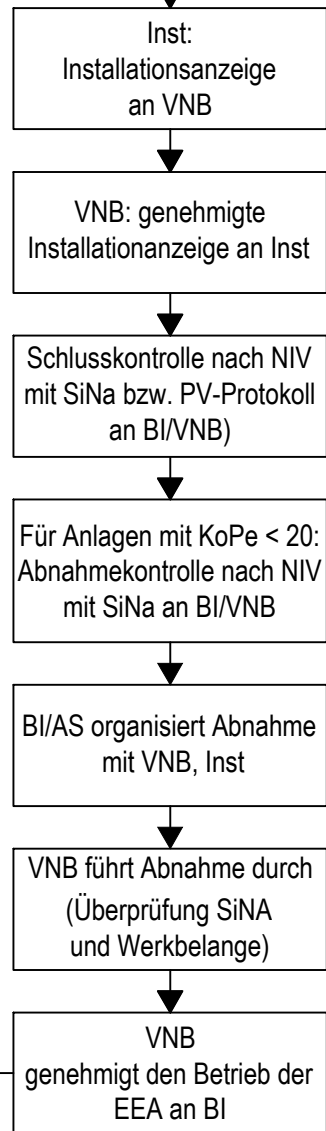 Inst:
Installationsanzeige
an VNB
VNB: genehmigte
Installationanzeige an Inst
Schlusskontrolle nach NIV
mit SiNa bzw. PV-Protokoll
an BI/VNB)
Für Anlagen mit KoPe < 20:
Abnahmekontrolle nach NIV
mit SiNa an BI/VNB
BI/AS organisiert Abnahme
mit VNB, Inst
VNB führt Abnahme durch
(Überprüfung SiNA
und Werkbelange)
VNB
genehmigt den Betrieb der
EEA an BI